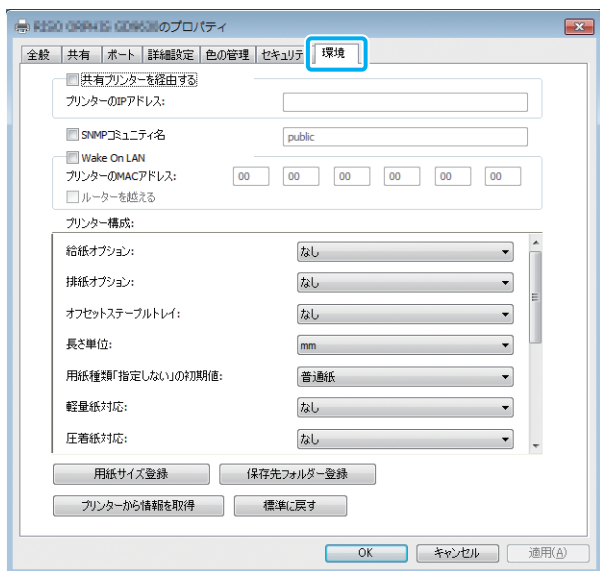 のプロパティ
全般 共有 ポート 詳細設定 色の管理 セキュリティ 環境
共有プリンターを経由する
プリンターのIPアドレス:
SNMPコミュニティ名 public
Wake On LAN
プリンターのMACアドレス: 00 00 00 00 00 00
ルーターを越える
プリンター構成:
給紙オプション: なし
排紙オプション: なし
オフセットステープルトレイ: なし
長さ単位: mm
用紙種類「指定しない」の初期値: 普通紙
軽量紙対応: なし
圧着紙対応: なし
用紙サイズ登録 保存先フォルダー登録
プリンターから情報を取得 標準に戻す
OK キャンセル 適用(A)